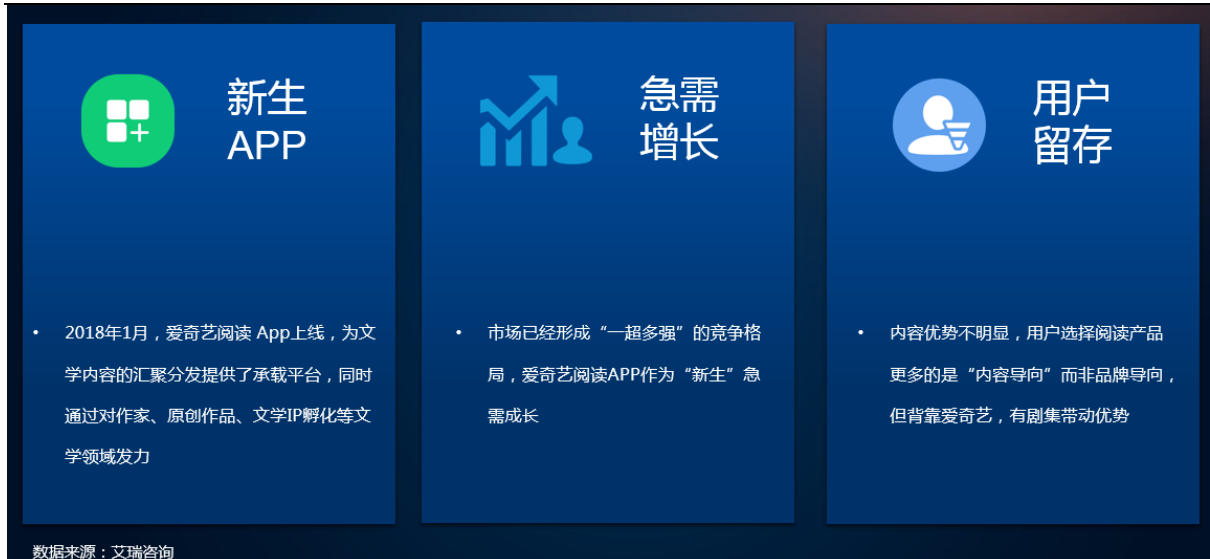 新生
APP
急需
增长
用户
留存
• 2018年1月，爱奇艺阅读 App上线，为文
学内容的汇聚分发提供了承载平台，同时
通过对作家、原创作品、文学IP孵化等文
学领域发力
• 市场已经形成“一超多强”的竞争格
局，爱奇艺阅读APP作为“新生”急
需成长
• 内容优势不明显，用户选择阅读产品
更多的是“内容导向”而非品牌导向，
但背靠爱奇艺，有剧集带动优势
数据来源：艾瑞咨询